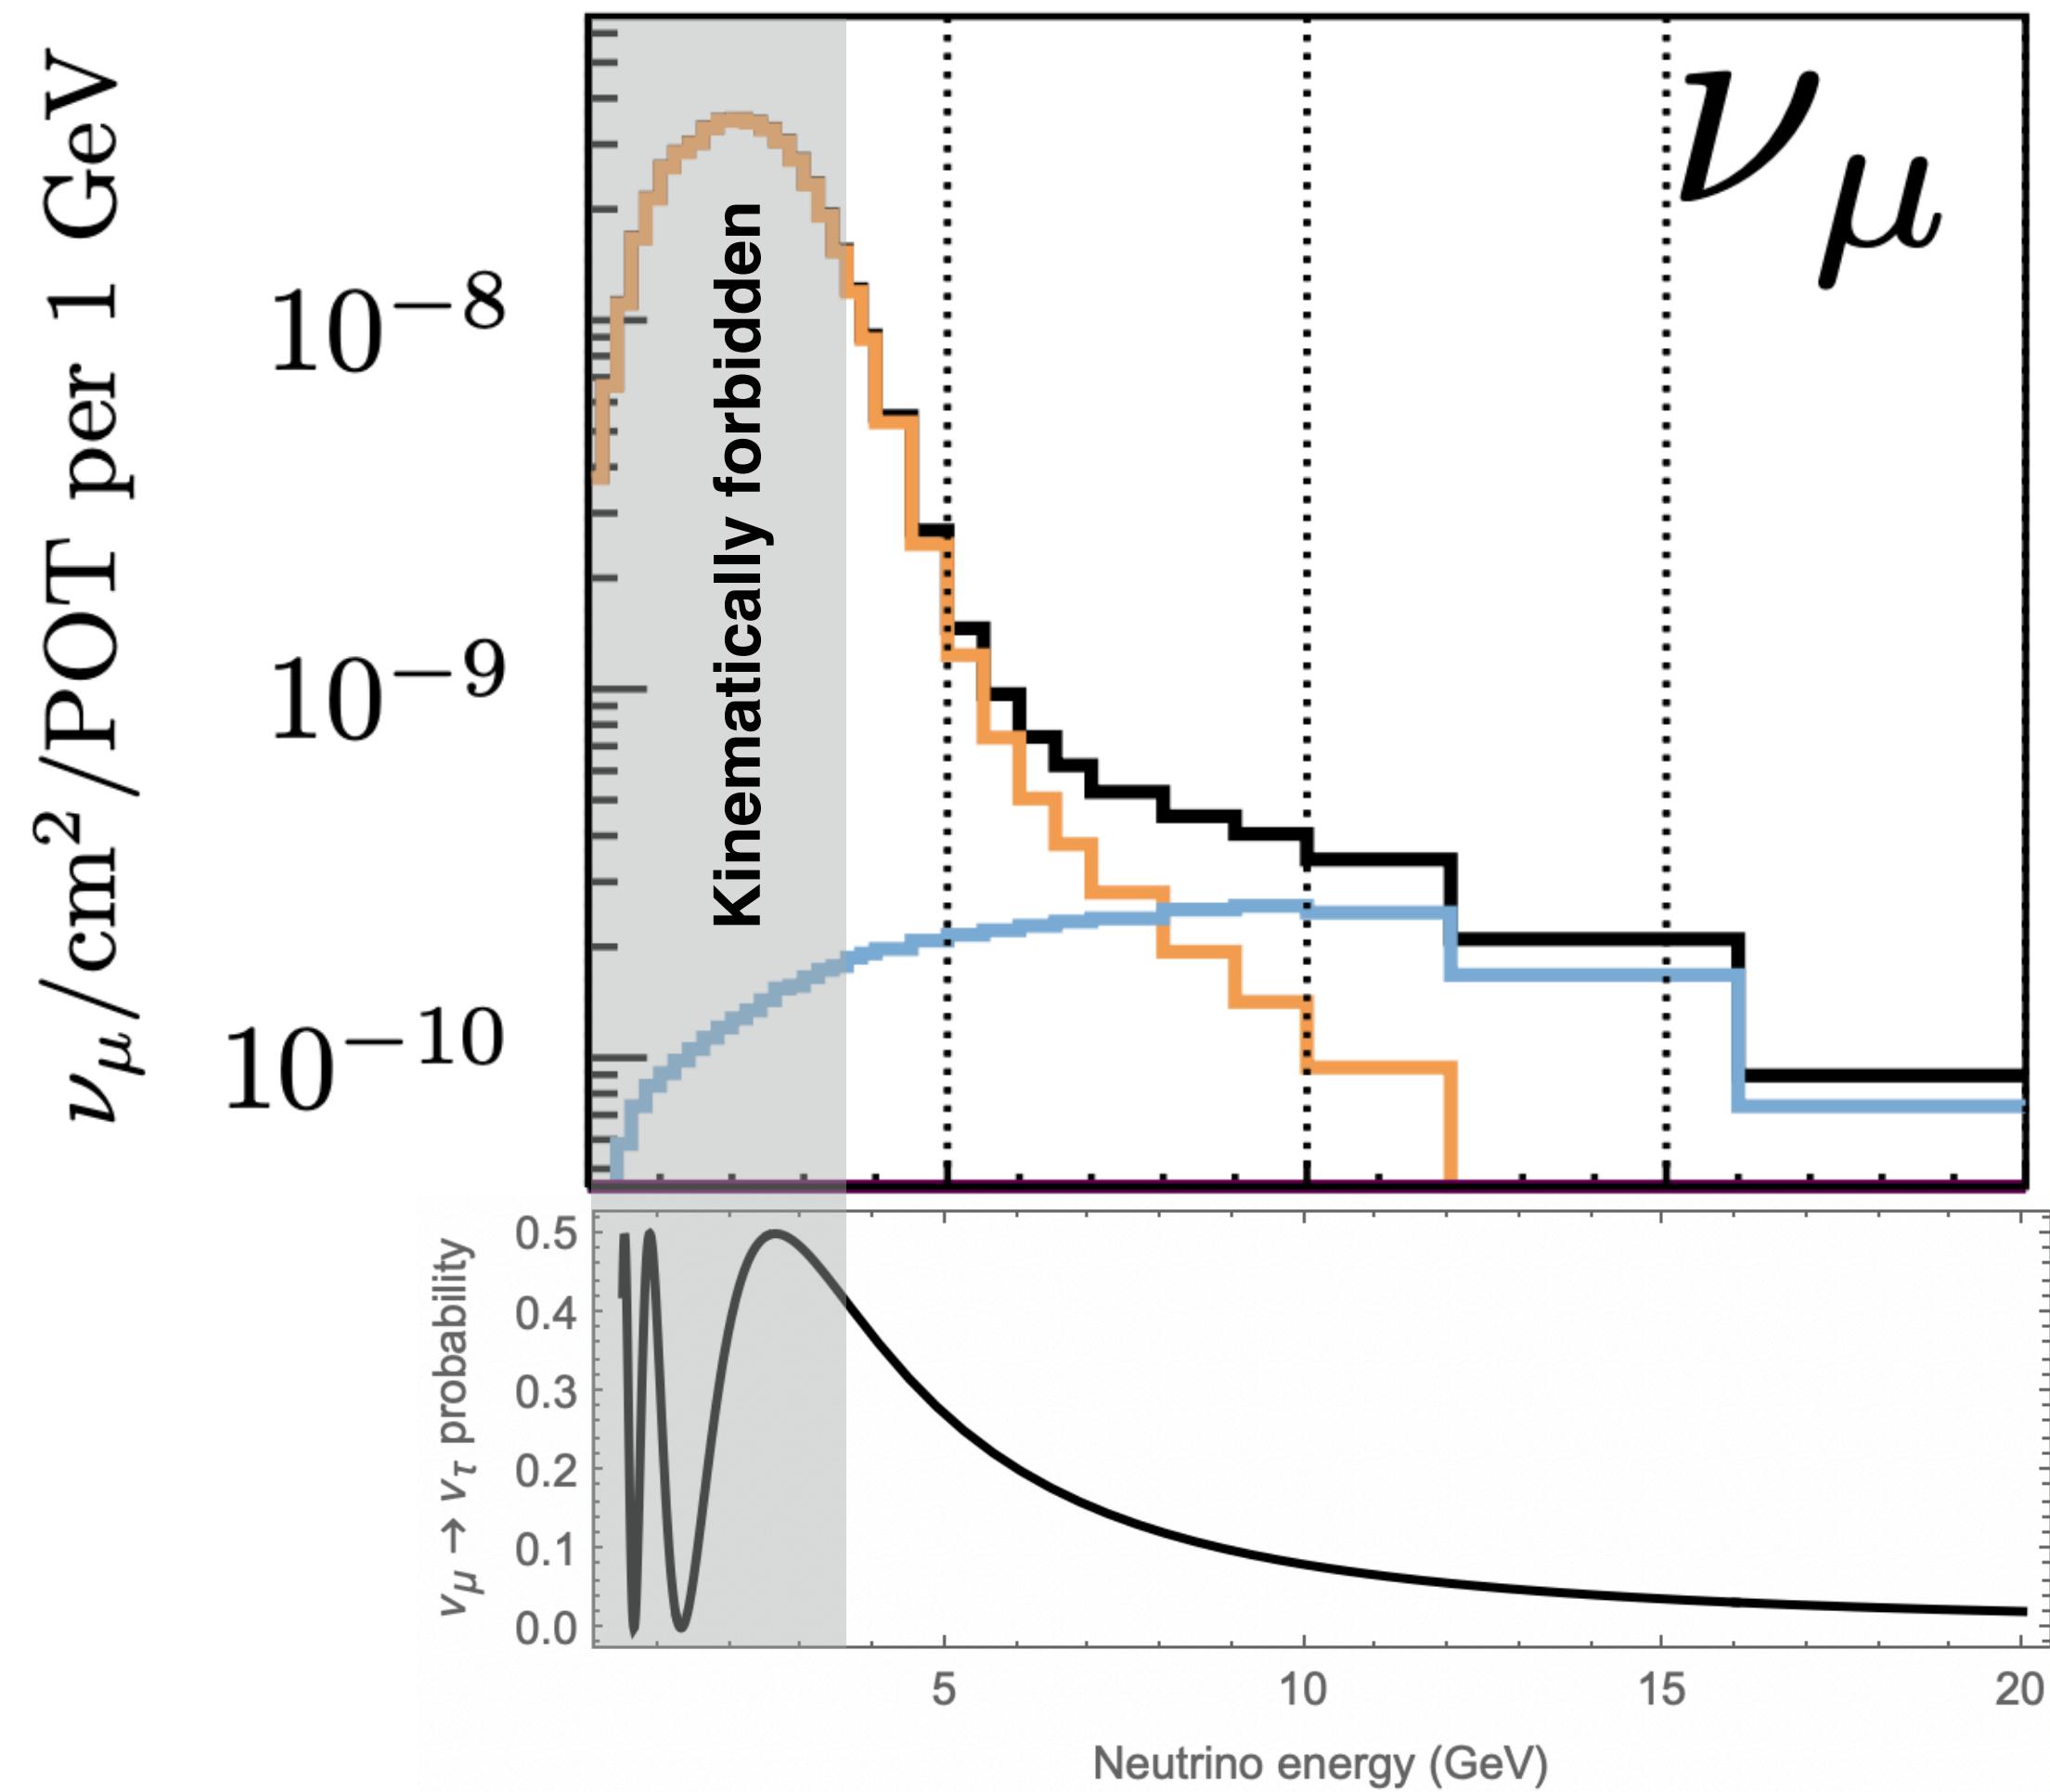 ν_μ/cm²/POT per 1 GeV
10⁻⁸
10⁻⁹
10⁻¹⁰
Kinematically forbidden
ν_μ
ν_μ → ν_τ probability
0.5
0.4
0.3
0.2
0.1
0.0
5 10 15 20
Neutrino energy (GeV)